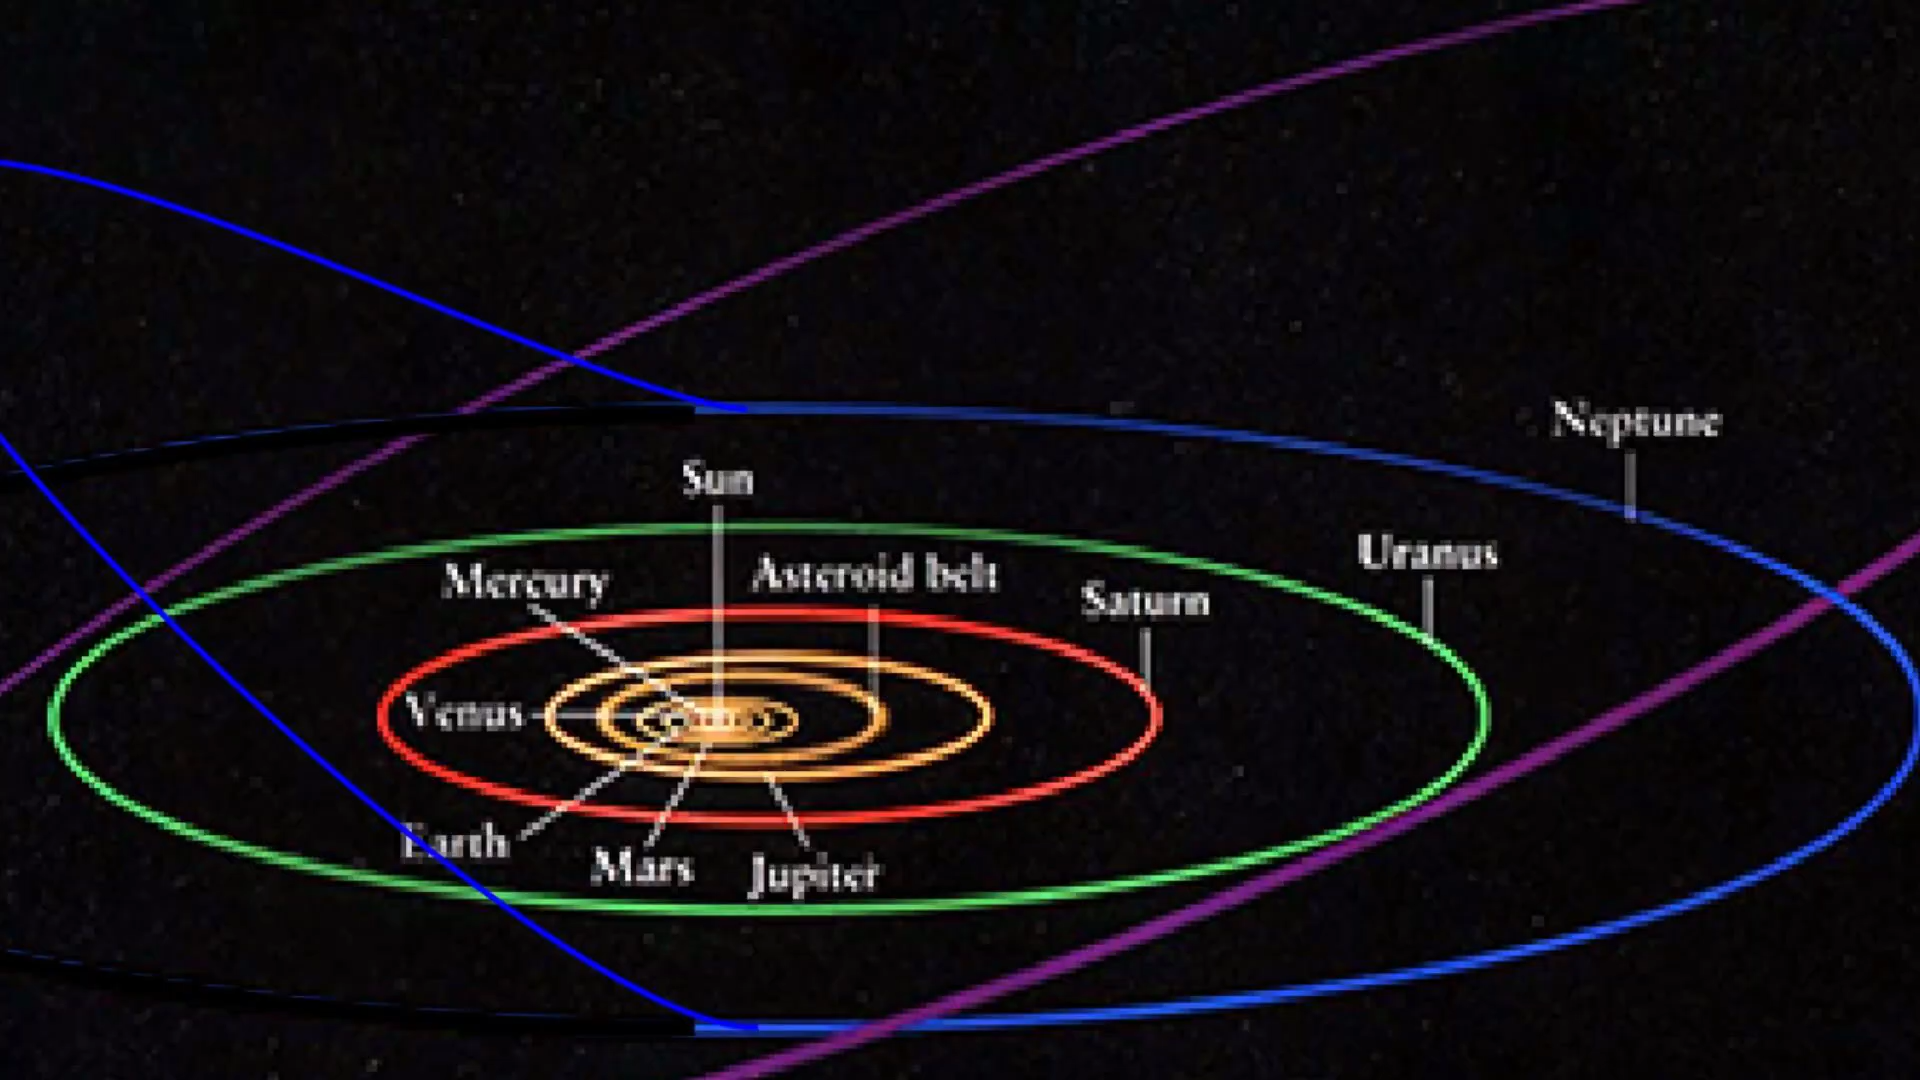 Neptune
Sun
Uranus
Mercury
Asteroid belt
Saturn
Venus
Earth
Mars
Jupiter